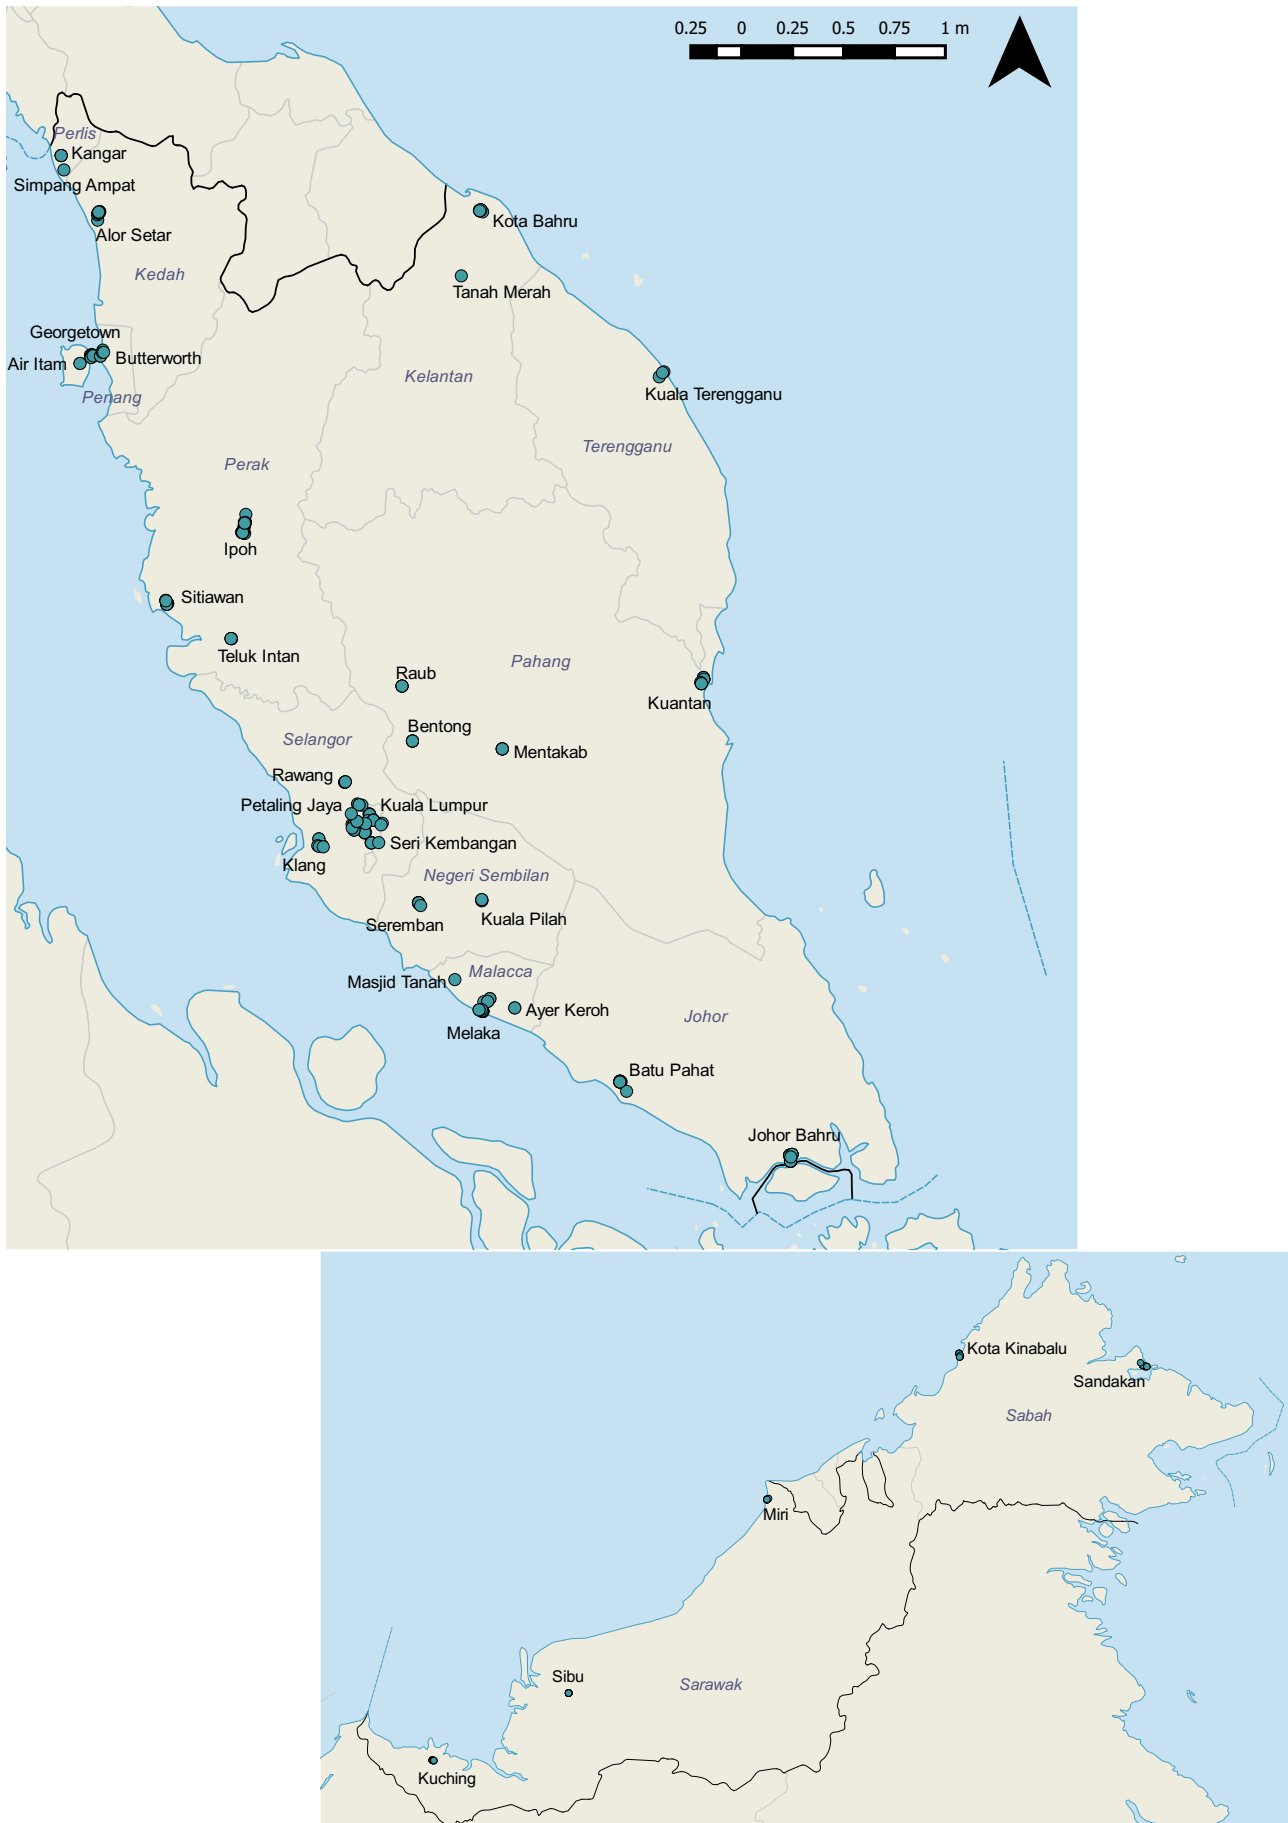 0.25 0 0.25 0.5 0.75 1 m
Perlis
Kangar
Simpang Ampat
Alor Setar
Kota Bahru
Kedah
Tanah Merah
Georgetown
Butterworth
Air Itam
Penang
Kelantan
Kuala Terengganu
Terengganu
Perak
Ipoh
Sitiawan
Teluk Intan
Pahang
Raub
Kuantan
Bentong
Selangor
Mentakab
Rawang
Petaling Jaya
Kuala Lumpur
Seri Kembangan
Klang
Negeri Sembilan
Kuala Pilah
Seremban
Malacca
Masjid Tanah
Ayer Keroh
Johor
Melaka
Batu Pahat
Johor Bahru
Kota Kinabalu
Sandakan
Sabah
Miri
Sibu
Sarawak
Kuching